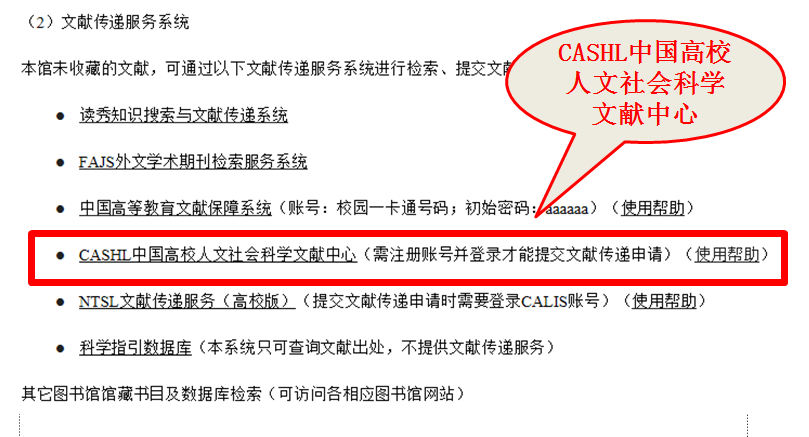 （2）文献传递服务系统
本馆未收藏的文献，可通过以下文献传递服务系统进行检索、提交文献
CASHL中国高校
人文社会科学
文献中心
● 读秀知识搜索与文献传递系统
● FAJS外文学术期刊检索服务系统
● 中国高等教育文献保障系统（账号：校园一卡通号码；初始密码：aaaaaa）（使用帮助）
● CASHL中国高校人文社会科学文献中心（需注册账号并登录才能提交文献传递申请）（使用帮助）
● NTSL文献传递服务（高校版）（提交文献传递申请时需要登录CALIS账号）（使用帮助）
● 科学指引数据库（本系统只可查询文献出处，不提供文献传递服务）
其它图书馆馆藏书目及数据库检索（可访问各相应图书馆网站）